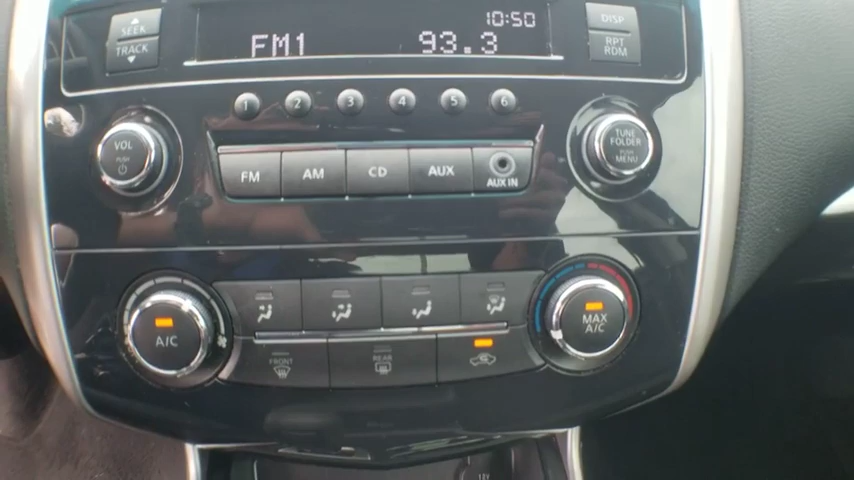 10:50
SEEK
TRACK
FM1 93.3
DISP
RPT
RDM
1 2 3 4 5 6
VOL
PUSH
FM AM CD AUX
AUX IN
TUNE
FOLDER
PUSH
MENU
A/C
MAX
A/C
FRONT
REAR
12V